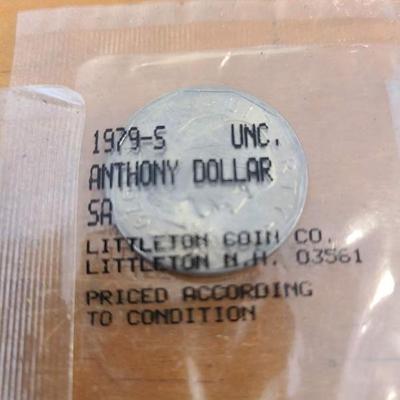 1979-S UNC.
ANTHONY DOLLAR
SA
LITTLETON COIN CO.
LITTLETON N.H. 03561
PRICED ACCORDING
TO CONDITION